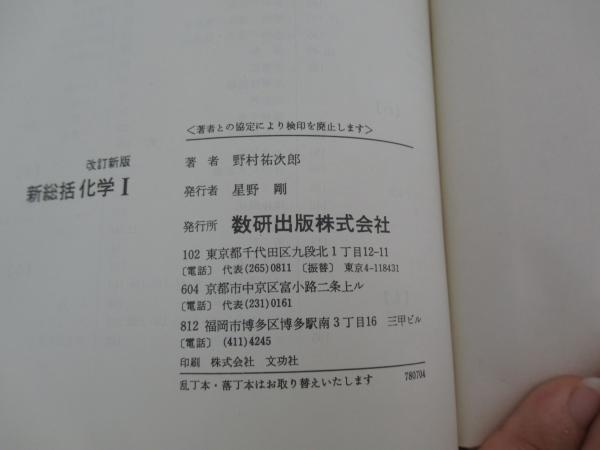 <著者との協定により検印を廃止します>
改訂新版
新総括 化学 I
著 者 野村祐次郎
発行者 星野 剛
発行所 数研出版株式会社
102 東京都千代田区九段北1丁目12-11
〔電話〕 代表(265)0811 〔振替〕 東京4-118431
604 京都市中京区富小路二条上ル
〔電話〕 代表(231)0161
812 福岡市博多区博多駅南3丁目16 三甲ビル
〔電話〕 (411)4245
印刷 株式会社 文功社
乱丁本・落丁本はお取り替えいたします 780704